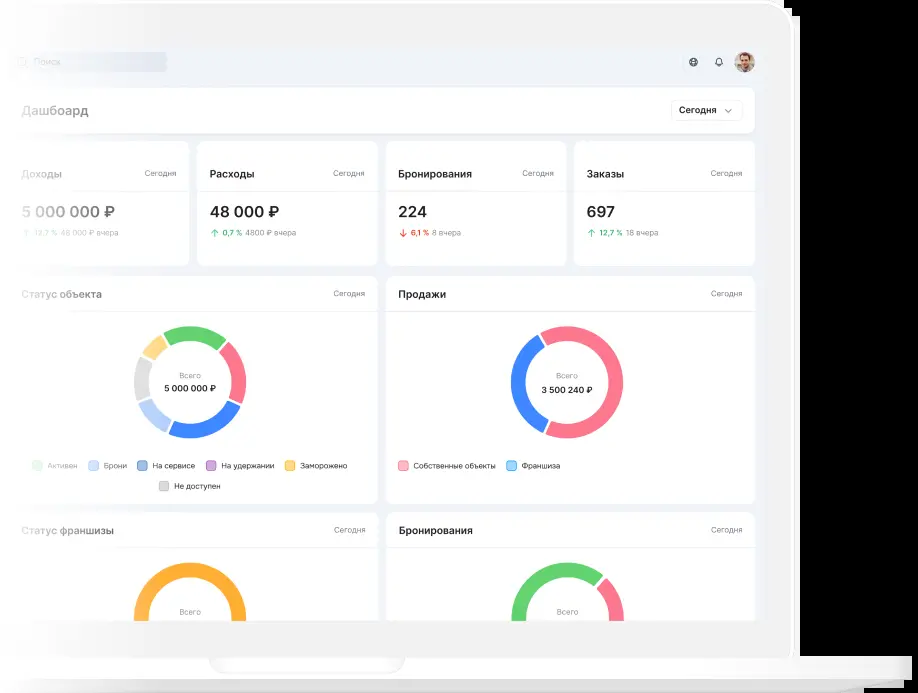 Поиск
Дашбоард
Сегодня
Доходы Сегодня
5 000 000 ₽
↑ 12,7 % 48 000 ₽ вчера
Расходы Сегодня
48 000 ₽
↑ 0,7 % 4800 ₽ вчера
Бронирования Сегодня
224
↓ 6,1 % 8 вчера
Заказы Сегодня
697
↑ 12,7 % 18 вчера
Статус объекта Сегодня
Всего
5 000 000 ₽
Активен Брони На сервисе На удержании Заморожено
Не доступен
Продажи Сегодня
Всего
3 500 240 ₽
Собственные объекты Франшиза
Статус франшизы Сегодня
Всего
Бронирования Сегодня
Всего